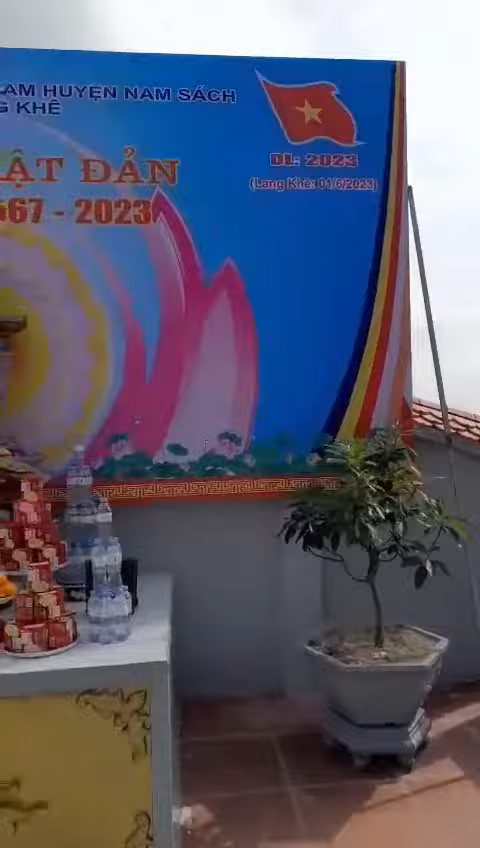 AM HUYỆN NAM SÁCH
G KHÊ
ẬT ĐẢN
567 - 2023
DL: 2023
(Lang Khê: 01/6/2023)